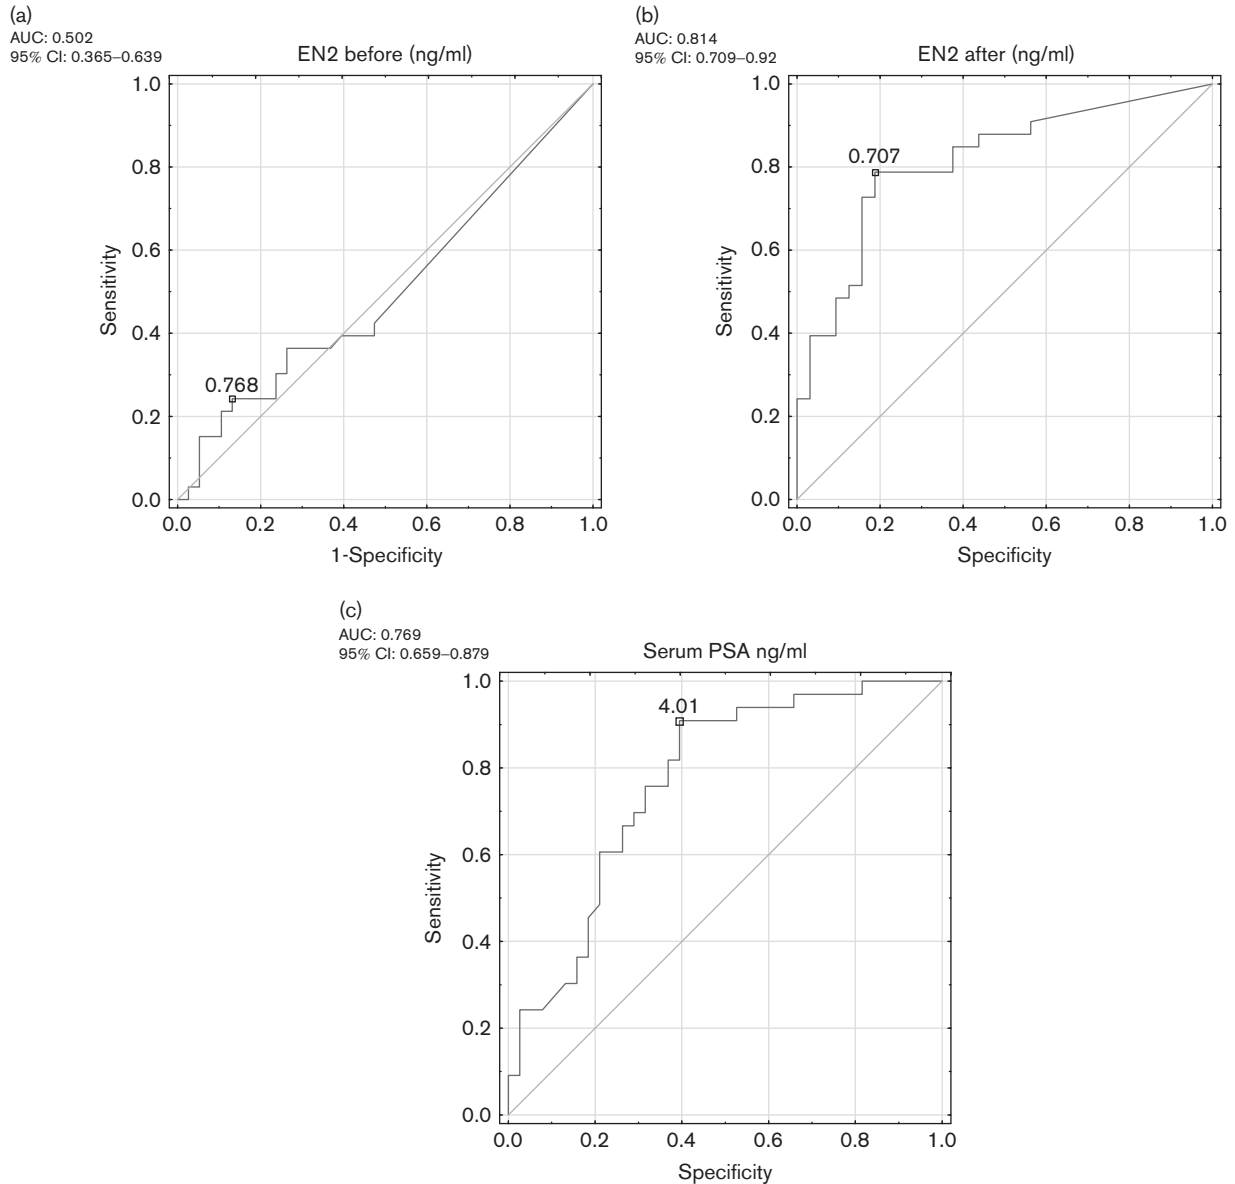 (a)
AUC: 0.502
95% CI: 0.365–0.639
EN2 before (ng/ml)
1.0
0.8
0.6
0.4
0.2
0.0
Sensitivity
0.768
0.0 0.2 0.4 0.6 0.8 1.0
1-Specificity
(b)
AUC: 0.814
95% CI: 0.709–0.92
EN2 after (ng/ml)
1.0
0.8
0.6
0.4
0.2
0.0
Sensitivity
0.707
0.0 0.2 0.4 0.6 0.8 1.0
Specificity
(c)
AUC: 0.769
95% CI: 0.659–0.879
Serum PSA ng/ml
1.0
0.8
0.6
0.4
0.2
0.0
Sensitivity
4.01
0.0 0.2 0.4 0.6 0.8 1.0
Specificity